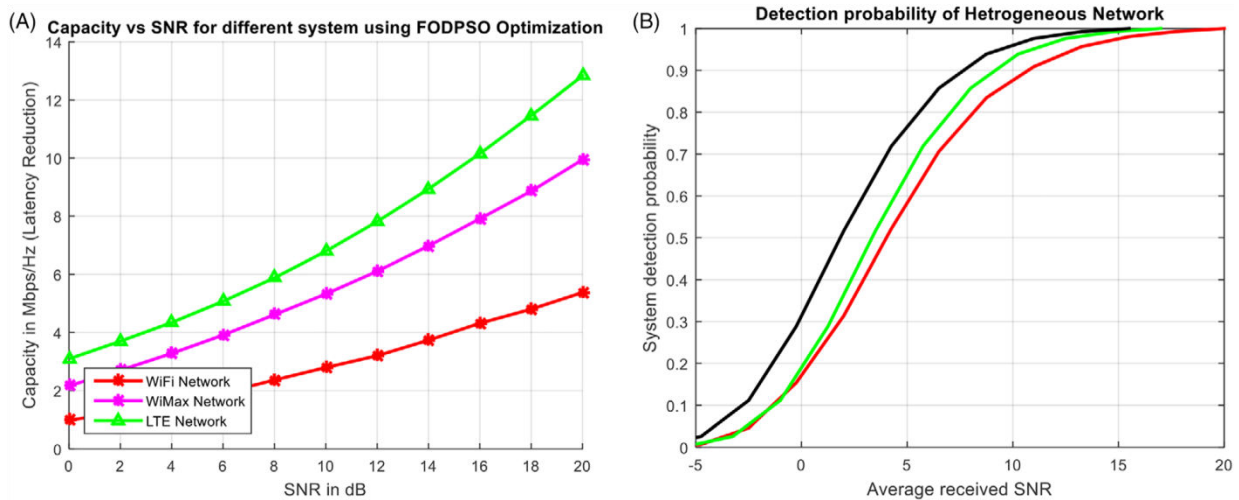 (A) Capacity vs SNR for different system using FODPSO Optimization
Capacity in Mbps/Hz (Latency Reduction)
14
12
10
8
6
4
2
0
WiFi Network
WiMax Network
LTE Network
0 2 4 6 8 10 12 14 16 18 20
SNR in dB
(B) Detection probability of Hetrogeneous Network
System detection probability
1
0.9
0.8
0.7
0.6
0.5
0.4
0.3
0.2
0.1
0
-5 0 5 10 15 20
Average received SNR